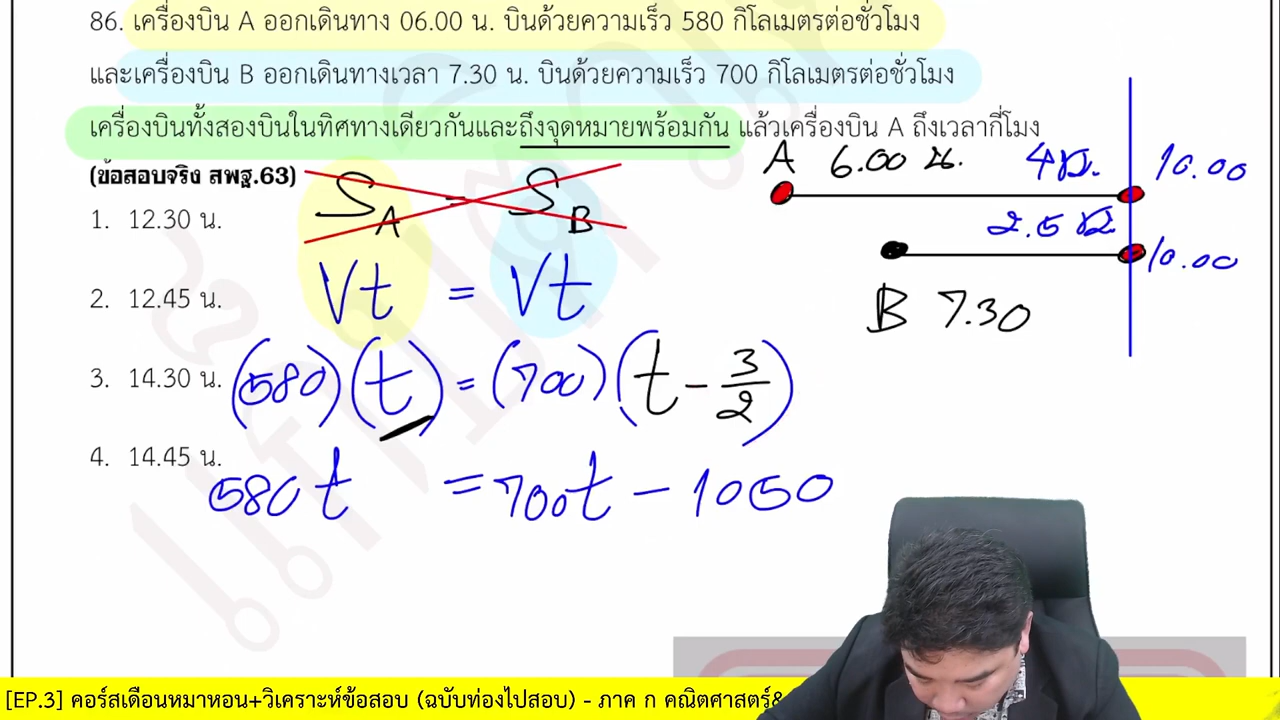 86. เครื่องบิน A ออกเดินทาง 06.00 น. บินด้วยความเร็ว 580 กิโลเมตรต่อชั่วโมง
และเครื่องบิน B ออกเดินทางเวลา 7.30 น. บินด้วยความเร็ว 700 กิโลเมตรต่อชั่วโมง
เครื่องบินทั้งสองบินในทิศทางเดียวกันและถึงจุดหมายพร้อมกัน แล้วเครื่องบิน A ถึงเวลากี่โมง
(ข้อสอบจริง สพฐ.63)
A 6.00 น. 4 ช. 10.00
S_A = S_B
1. 12.30 น.
2.5 ช. 10.00
B 7.30
2. 12.45 น.
Vt = Vt
3. 14.30 น.
(580)(t) = (700)(t - 3/2)
4. 14.45 น.
580t = 700t - 1050
[EP.3] คอร์สเดือนหมาหอน+วิเคราะห์ข้อสอบ (ฉบับท่องไปสอบ) - ภาค ก คณิตศาสตร์&